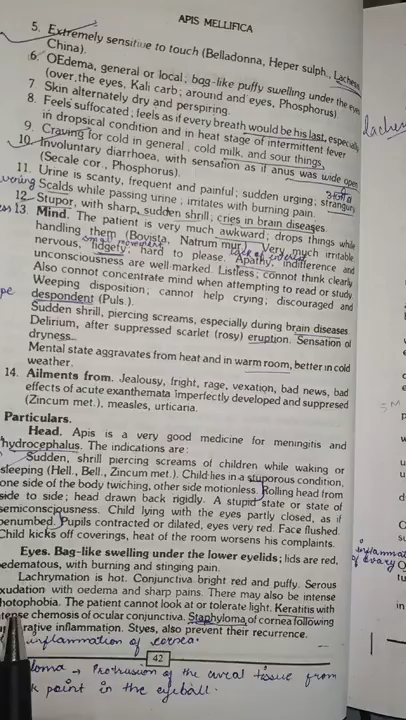 APIS MELLIFICA
5. Extremely sensitive to touch (Belladonna, Heper sulph., Lachesis,
China).
6. OEdema, general or local; bag-like puffy swelling under the eyes
(over, the eyes, Kali carb; around and eyes, Phosphorus)
7 Skin alternately dry and perspiring.
8. Feels suffocated; feels as if every breath would be his last, especially
in dropsical condition and in heat stage of intermittent fever
9. Craving for cold in general, cold milk, and sour things,
10. Involuntary diarrhoea, with sensation as if anus was wide open
(Secale cor., Phosphorus).
11. Urine is scanty, frequent and painful; sudden urging; strangury
Scalds while passing urine; irritates with burning pain.
12. Stupor, with sharp, sudden shrill; cries in brain diseases.
13. Mind. The patient is very much awkward; drops things while
handling them (Bovista, Natrum mur). Very much irritable
small movement lack of interest
nervous, fidgety, hard to please. Apathy, indifference and
unconsciousness are well-marked. Listless; cannot think clearly
Also cannot concentrate mind when attempting to read or study.
Weeping disposition; cannot help crying; discouraged and
despondent (Puls.).
Sudden shrill, piercing screams, especially during brain diseases
Delirium, after suppressed scarlet (rosy) eruption. Sensation of
dryness.
Mental state aggravates from heat and in warm room, better in cold
weather.
14. Ailments from. Jealousy, fright, rage, vexation, bad news, bad
effects of acute exanthemata imperfectly developed and suppresed
(Zincum met.), measles, urticaria.
Particulars.
Head. Apis is a very good medicine for meningitis and
hydrocephalus. The indications are:
Sudden, shrill piercing screams of children while waking or
sleeping (Hell., Bell., Zincum met.). Child lies in a stuporous condition,
one side of the body twiching, other side motionless. Rolling head from
side to side; head drawn back rigidly. A stupid state or state of
semiconsciousness. Child lying with the eyes partly closed, as if
benumbed. Pupils contracted or dilated, eyes very red. Face flushed.
Child kicks off coverings, heat of the room worsens his complaints.
Eyes. Bag-like swelling under the lower eyelids; lids are red,
edematous, with burning and stinging pain.
Lachrymation is hot. Conjunctiva bright red and puffy. Serous
xudation with oedema and sharp pains. There may also be intense
hotophobia. The patient cannot look at or tolerate light. Keratitis with
intense chemosis of ocular conjunctiva. Staphyloma of cornea following
rative inflammation. Styes, also prevent their recurrence.
inflammation of cornea.
42
loma → Protrusion of the uveal tissue from
k point in the eyeball.
lache
inflammat
of ovary